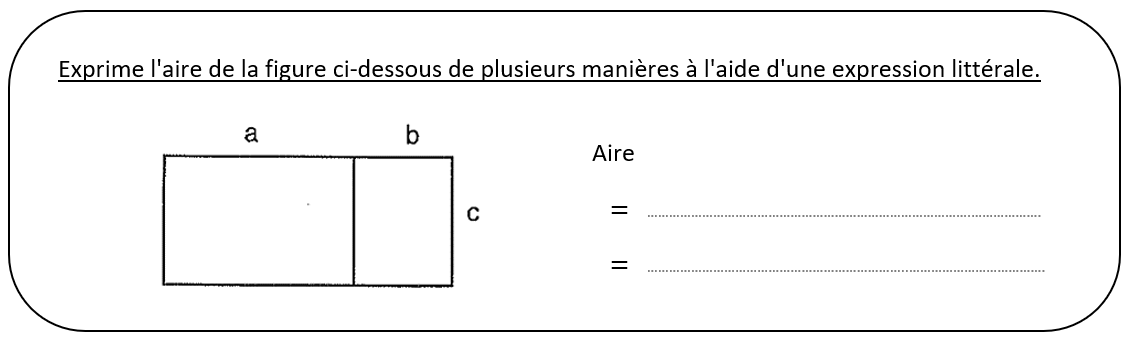 Exprime l'aire de la figure ci-dessous de plusieurs manières à l'aide d'une expression littérale.
a b
c
Aire
= ........................................................................
= ........................................................................